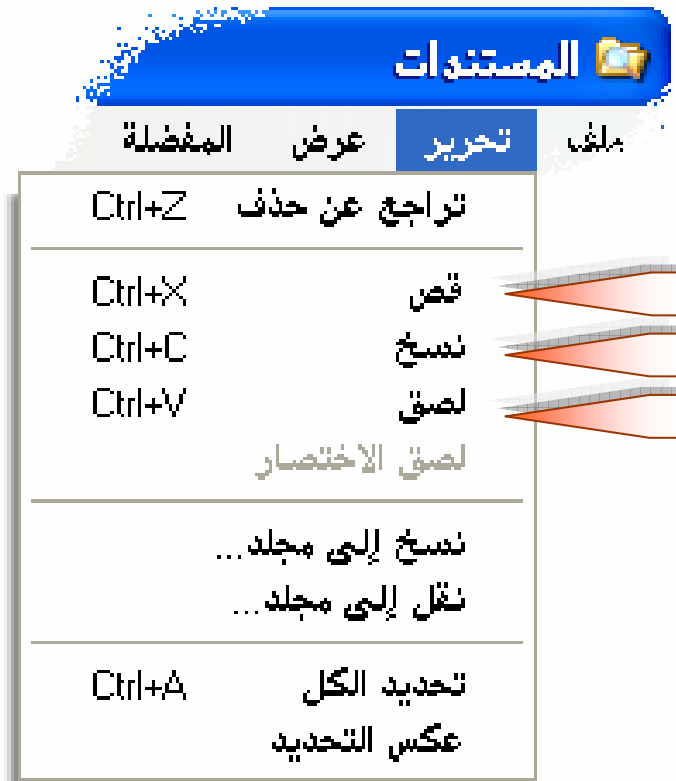 المستندات
ملف تحرير عرض المفضلة
تراجع عن حذف Ctrl+Z
قص Ctrl+X
نسخ Ctrl+C
لصق Ctrl+V
لصق الاختصار
نسخ إلى مجلد...
نقل إلى مجلد...
تحديد الكل Ctrl+A
عكس التحديد